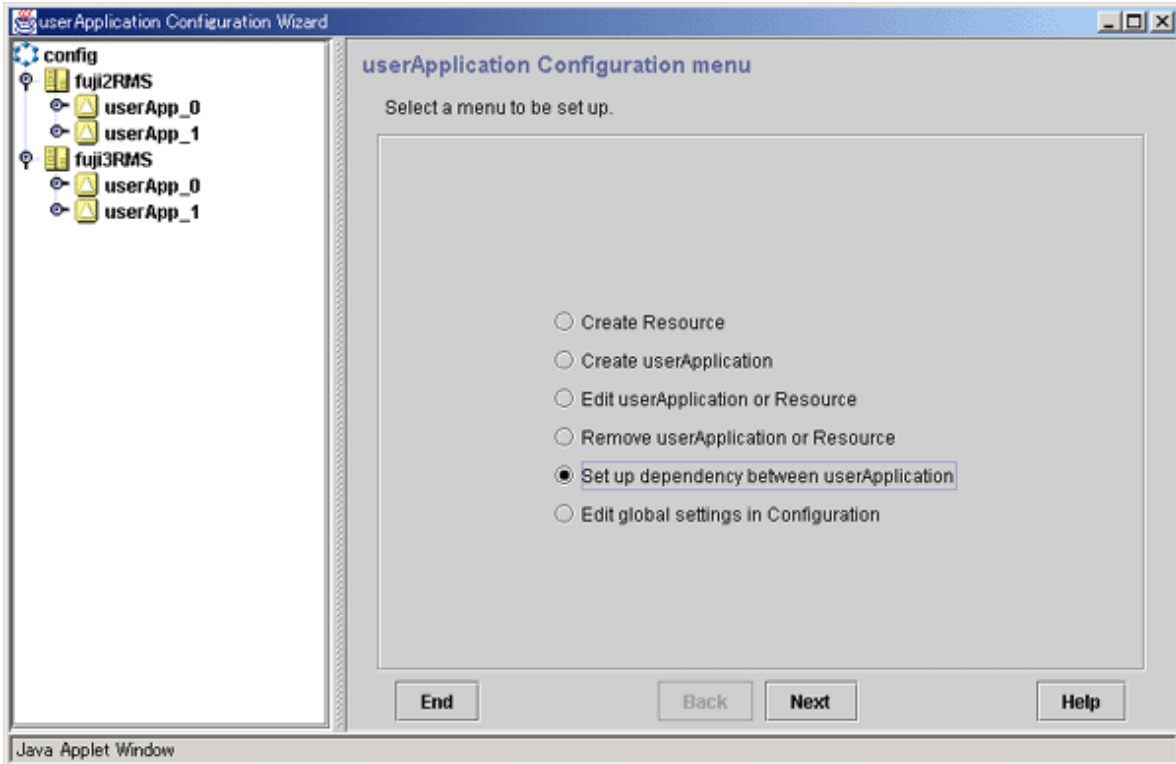 userApplication Configuration Wizard
config
fuji2RMS
userApp_0
userApp_1
fuji3RMS
userApp_0
userApp_1
userApplication Configuration menu
Select a menu to be set up.
Create Resource
Create userApplication
Edit userApplication or Resource
Remove userApplication or Resource
Set up dependency between userApplication
Edit global settings in Configuration
End
Back
Next
Help
Java Applet Window